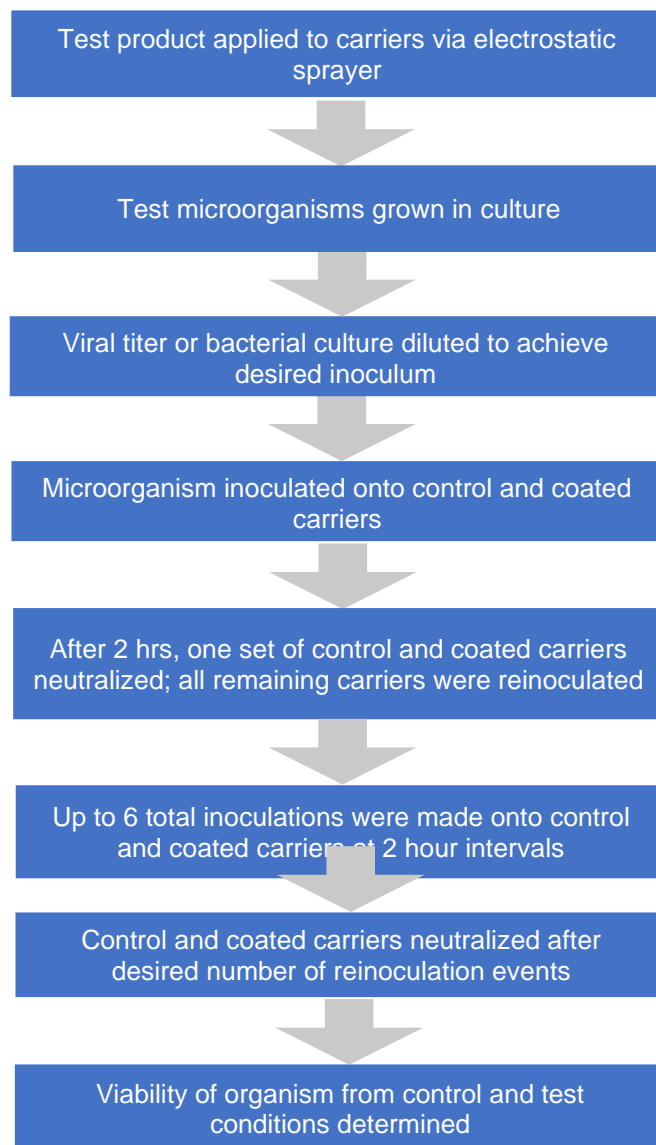 Test product applied to carriers via electrostatic
sprayer
Test microorganisms grown in culture
Viral titer or bacterial culture diluted to achieve
desired inoculum
Microorganism inoculated onto control and coated
carriers
After 2 hrs, one set of control and coated carriers
neutralized; all remaining carriers were reinoculated
Up to 6 total inoculations were made onto control
and coated carriers at 2 hour intervals
Control and coated carriers neutralized after
desired number of reinoculation events
Viability of organism from control and test
conditions determined